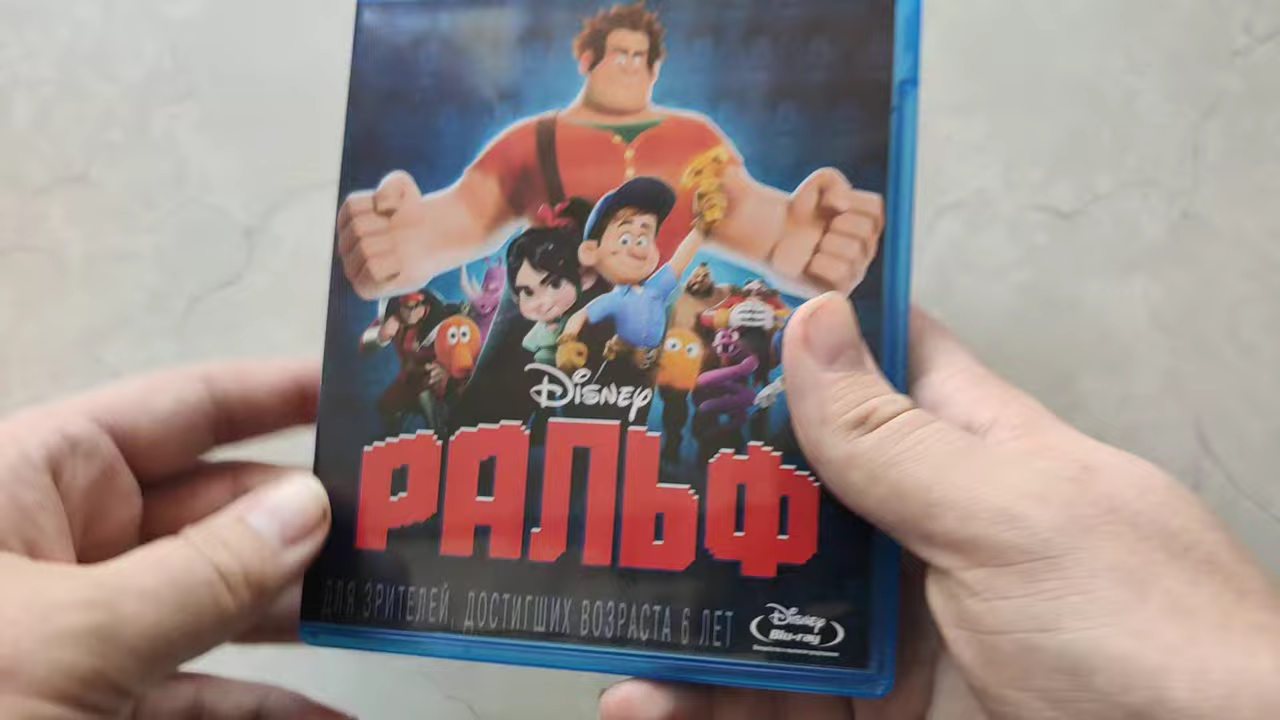 Disney
РАЛЬФ
ДЛЯ ЗРИТЕЛЕЙ, ДОСТИГШИХ ВОЗРАСТА 6 ЛЕТ
Disney
Blu-ray